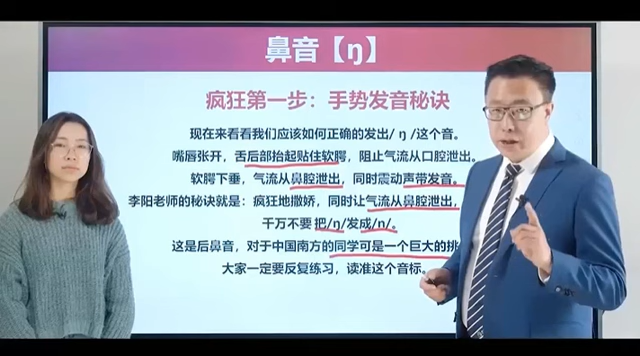 鼻音【ŋ】
疯狂第一步：手势发音秘诀
现在来看看我们应该如何正确的发出/ ŋ /这个音。
嘴唇张开，舌后部抬起贴住软腭，阻止气流从口腔泄出。
软腭下垂，气流从鼻腔泄出，同时震动声带发音。
李阳老师的秘诀就是：疯狂地撒娇，同时让气流从鼻腔泄出，
千万不要 把/ŋ/发成/n/。
这是后鼻音，对于中国南方的同学可是一个巨大的挑
大家一定要反复练习，读准这个音标。